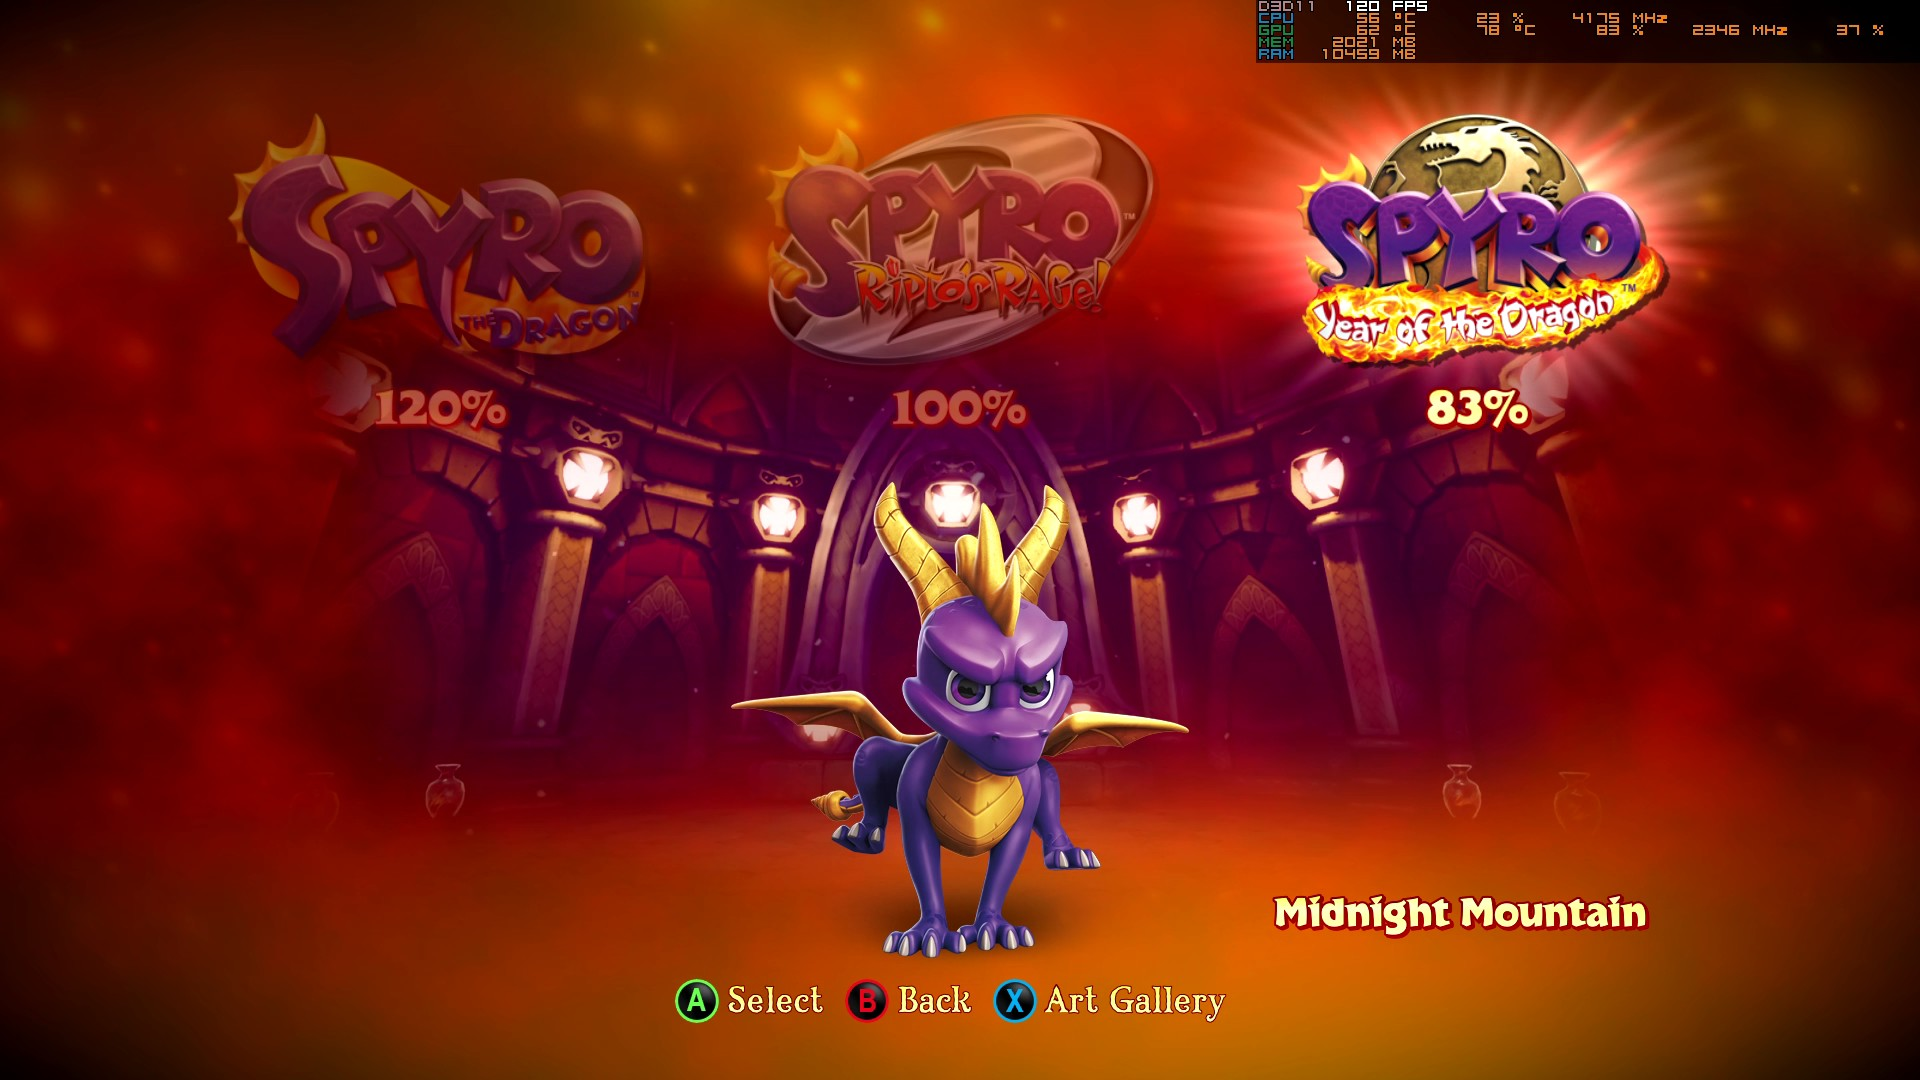 D3D11 120 FPS
CPU 56 °C 23 % 4175 MHz
GPU 62 °C 78 °C 83 % 2346 MHz 37 %
MEM 2021 MB
RAM 10459 MB
SPYRO THE DRAGON
SPYRO™ RIPTO'S RAGE!
SPYRO™ Year of the Dragon
120%
100%
83%
Midnight Mountain
A Select B Back X Art Gallery